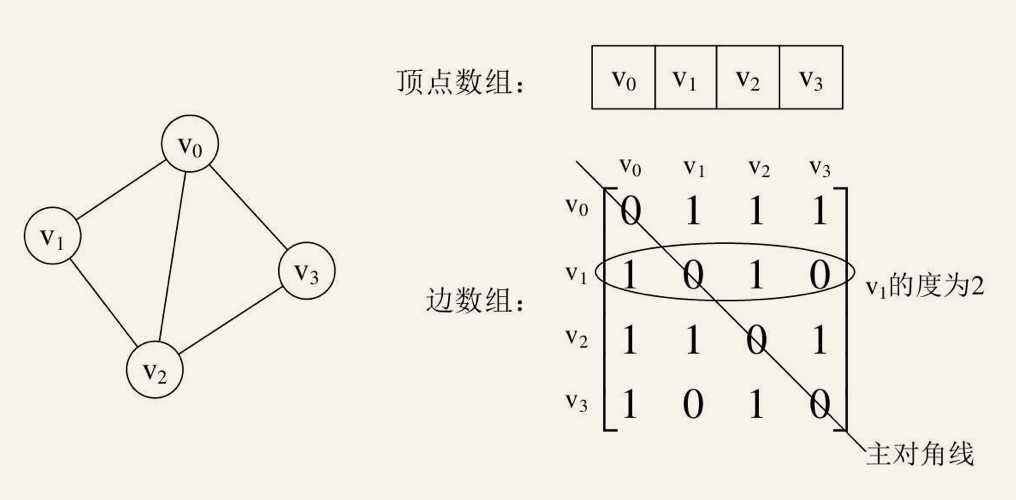 顶点数组： v₀ v₁ v₂ v₃
v₀
v₁
v₃
v₂
边数组：
v₀ v₁ v₂ v₃
v₀ 0 1 1 1
v₁ 1 0 1 0 v₁的度为2
v₂ 1 1 0 1
v₃ 1 0 1 0
主对角线